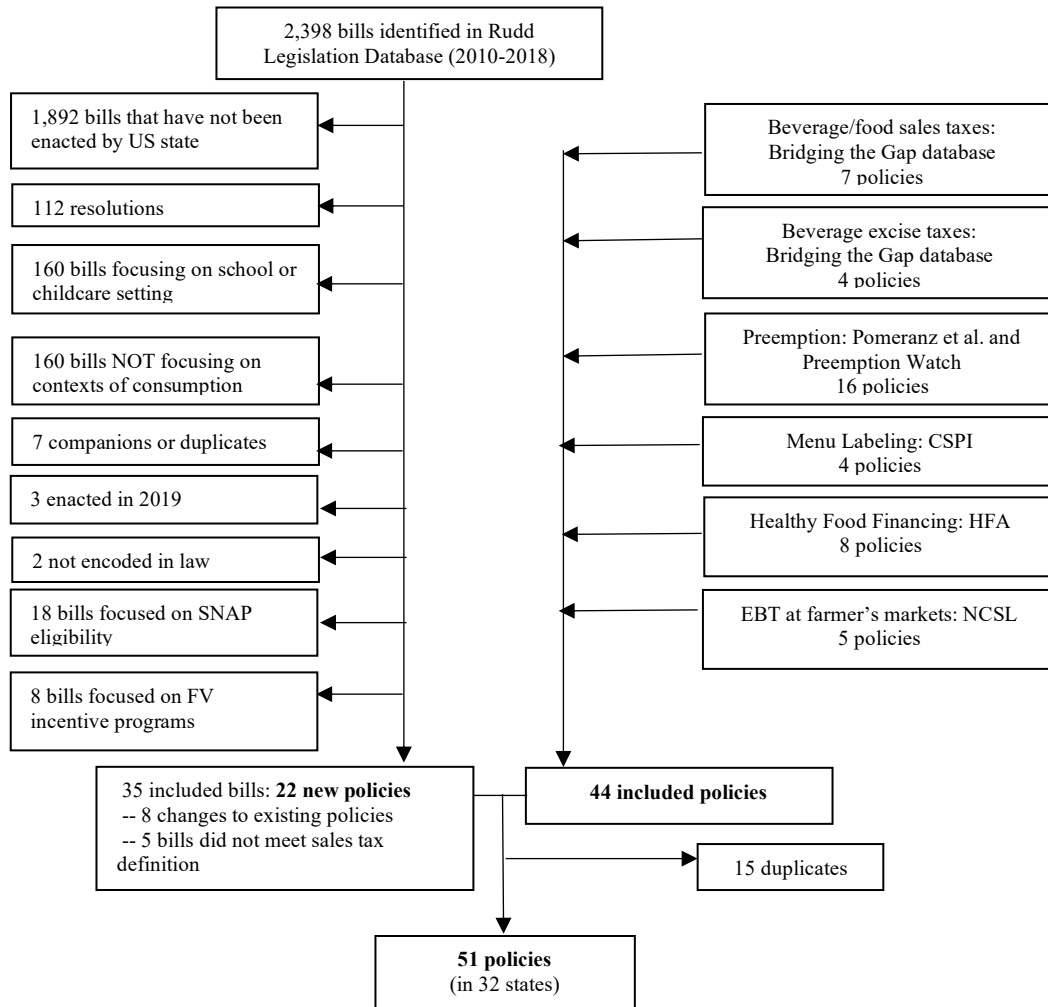 2,398 bills identified in Rudd
Legislation Database (2010-2018)
1,892 bills that have not been
enacted by US state
112 resolutions
160 bills focusing on school or
childcare setting
160 bills NOT focusing on
contexts of consumption
7 companions or duplicates
3 enacted in 2019
2 not encoded in law
18 bills focused on SNAP
eligibility
8 bills focused on FV
incentive programs
Beverage/food sales taxes:
Bridging the Gap database
7 policies
Beverage excise taxes:
Bridging the Gap database
4 policies
Preemption: Pomeranz et al. and
Preemption Watch
16 policies
Menu Labeling: CSPI
4 policies
Healthy Food Financing: HFA
8 policies
EBT at farmer’s markets: NCSL
5 policies
35 included bills: 22 new policies
-- 8 changes to existing policies
-- 5 bills did not meet sales tax
definition
44 included policies
15 duplicates
51 policies
(in 32 states)